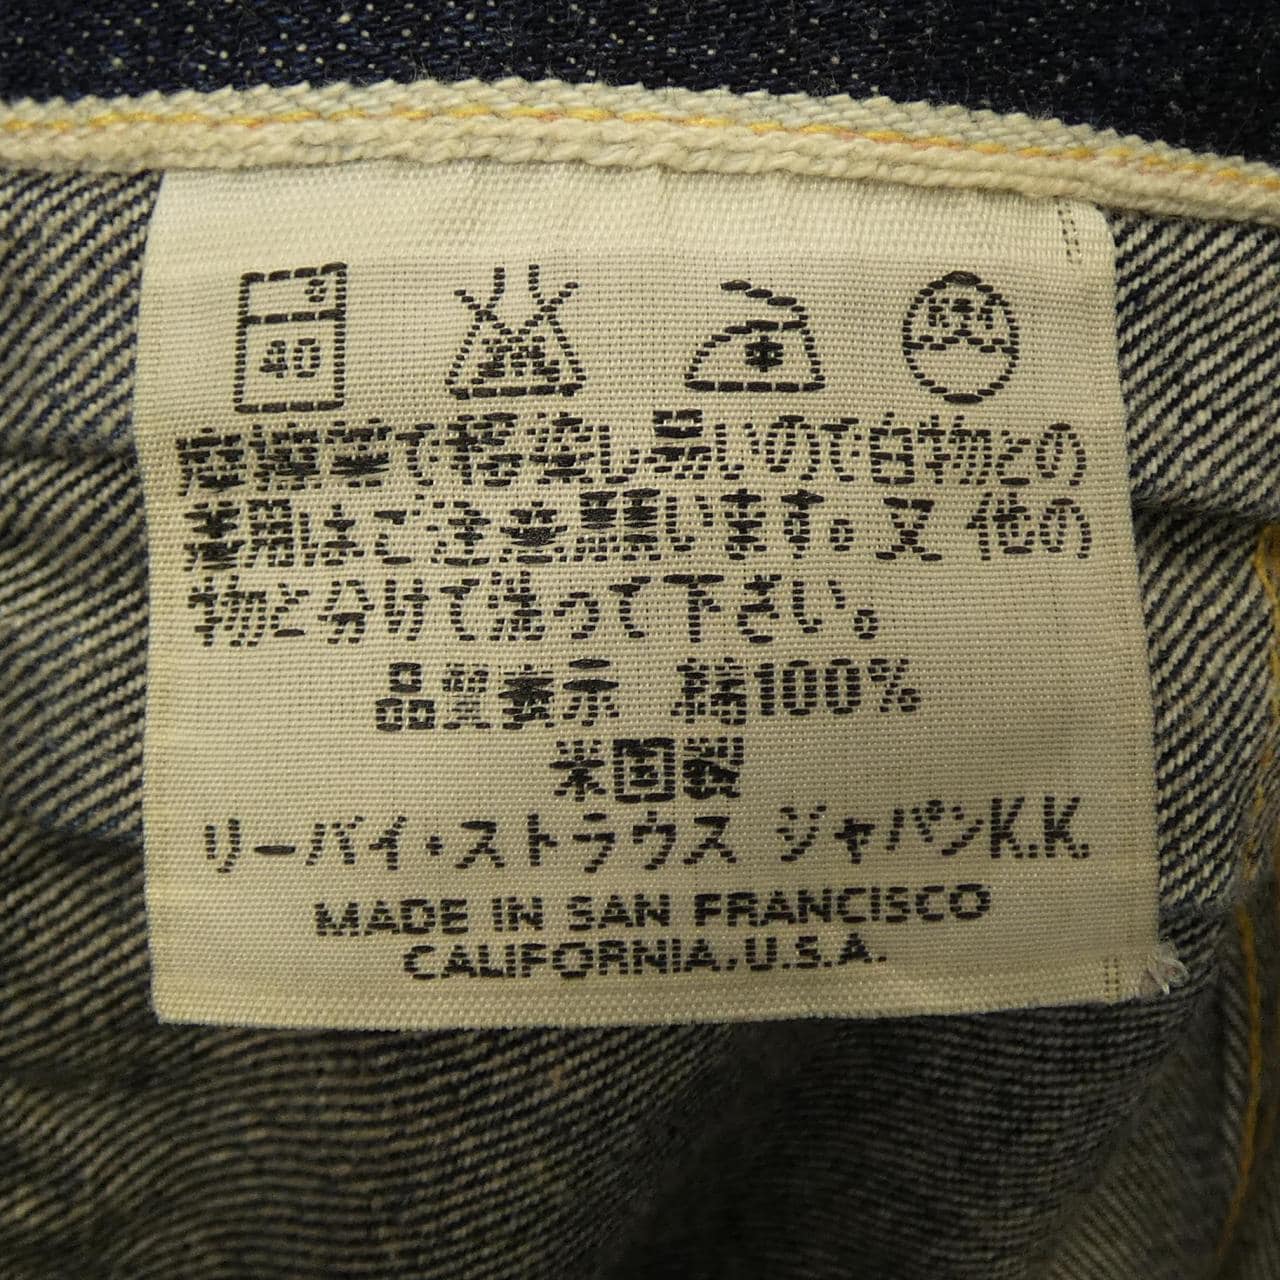 40
摩擦等で移染し易いので白物との
着用はご注意願います。又他の
物と分けて洗って下さい。
品質表示 綿100%
米国製
リーバイ・ストラウス ジャパンK.K.
MADE IN SAN FRANCISCO
CALIFORNIA,U.S.A.